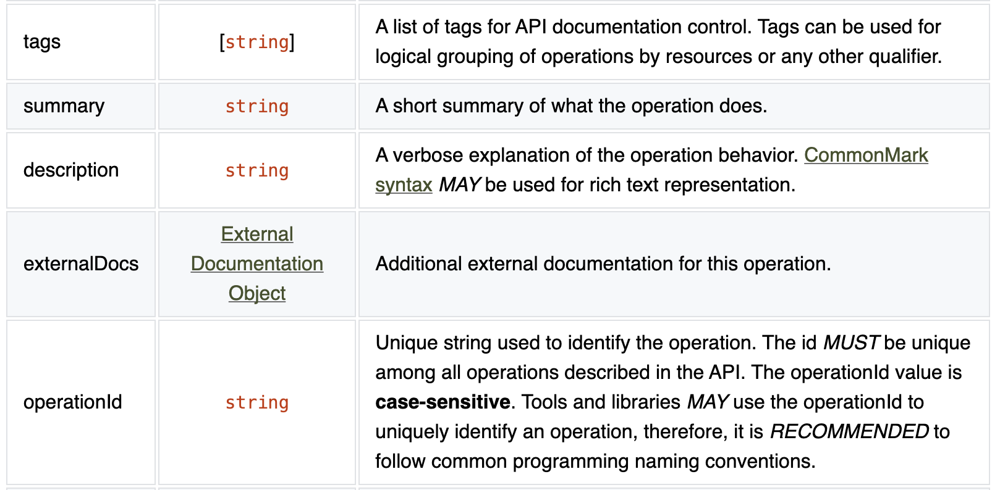 tags
[string]
A list of tags for API documentation control. Tags can be used for
logical grouping of operations by resources or any other qualifier.
summary
string
A short summary of what the operation does.
description
string
A verbose explanation of the operation behavior. CommonMark
syntax MAY be used for rich text representation.
externalDocs
External
Documentation
Object
Additional external documentation for this operation.
operationId
string
Unique string used to identify the operation. The id MUST be unique
among all operations described in the API. The operationId value is
case-sensitive. Tools and libraries MAY use the operationId to
uniquely identify an operation, therefore, it is RECOMMENDED to
follow common programming naming conventions.